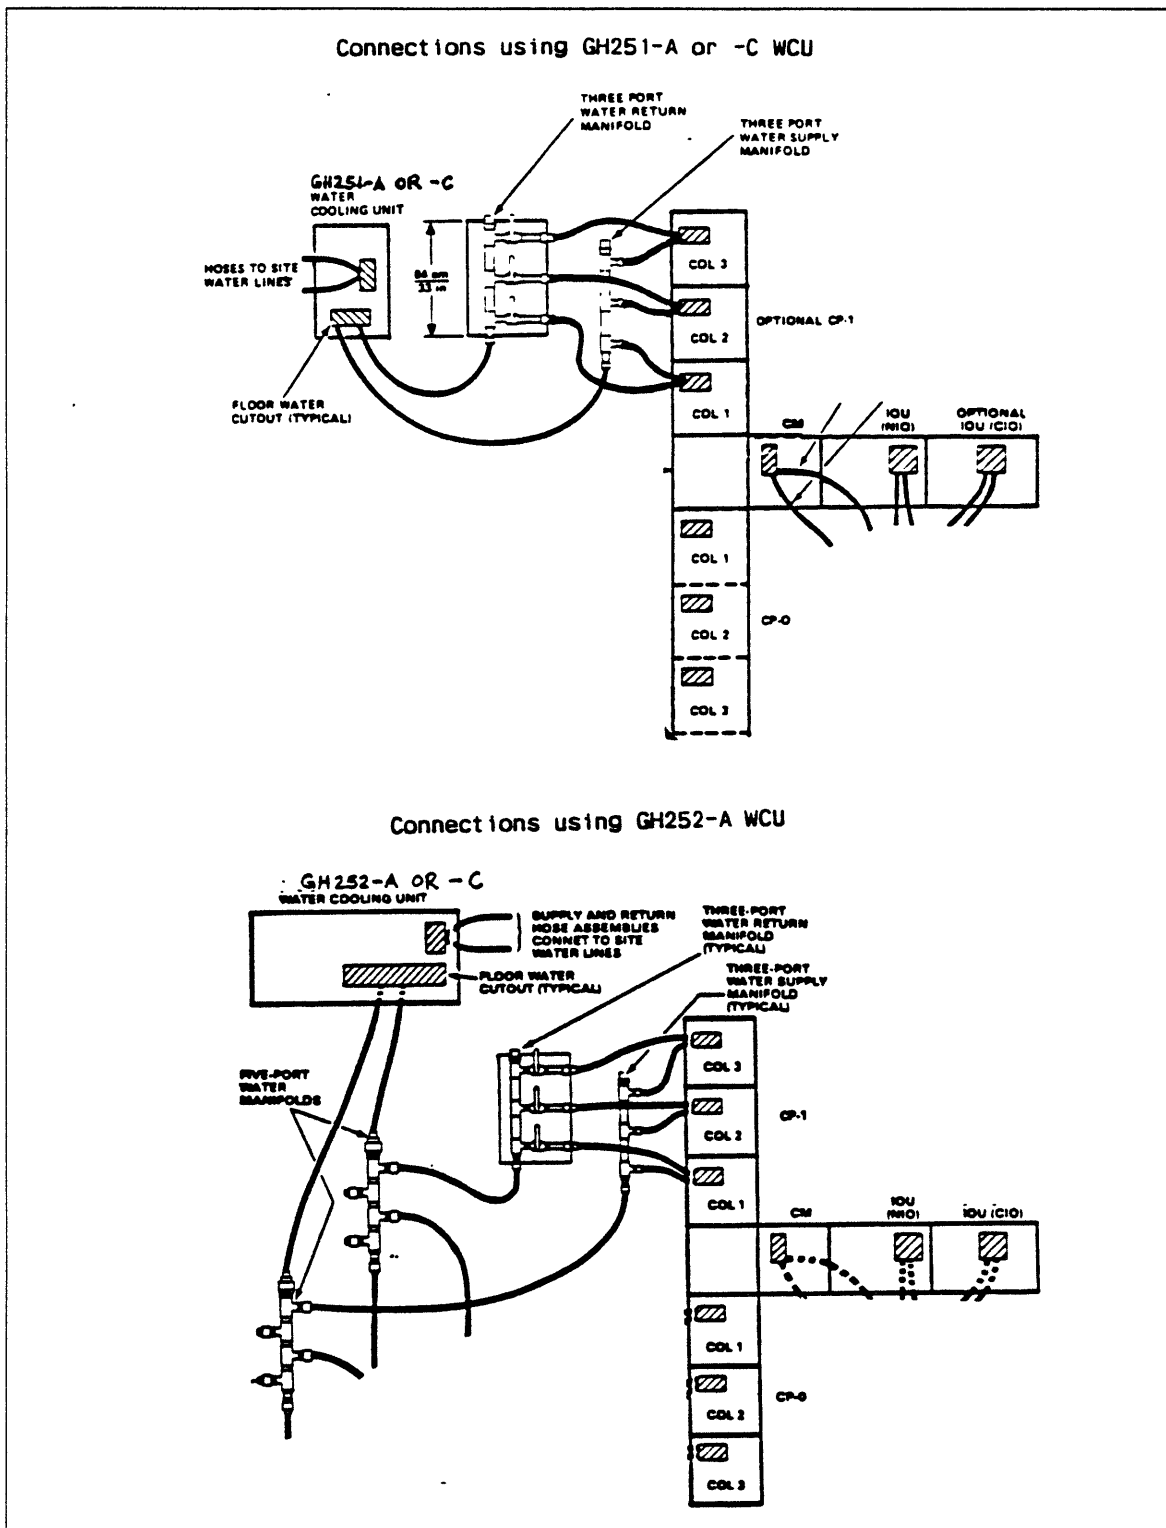 Connections using GH251-A or -C WCU
THREE PORT
WATER RETURN
MANIFOLD
THREE PORT
WATER SUPPLY
MANIFOLD
GH251-A OR -C
WATER
COOLING UNIT
HOSES TO SITE
WATER LINES
84 cm
33 in
COL 3
COL 2
OPTIONAL CP-1
COL 1
FLOOR WATER
CUTOUT (TYPICAL)
CM
IOU
(NIO)
OPTIONAL
IOU (CIO)
COL 1
COL 2
CP-0
COL 3
Connections using GH252-A WCU
GH252-A OR -C
WATER COOLING UNIT
SUPPLY AND RETURN
HOSE ASSEMBLIES
CONNET TO SITE
WATER LINES
THREE-PORT
WATER RETURN
MANIFOLD
(TYPICAL)
FLOOR WATER
CUTOUT (TYPICAL)
THREE-PORT
WATER SUPPLY
MANIFOLD
(TYPICAL)
FIVE-PORT
WATER
MANIFOLDS
COL 3
COL 2
CP-1
COL 1
CM
IOU
(NIO)
IOU (CIO)
COL 1
COL 2
CP-0
COL 3